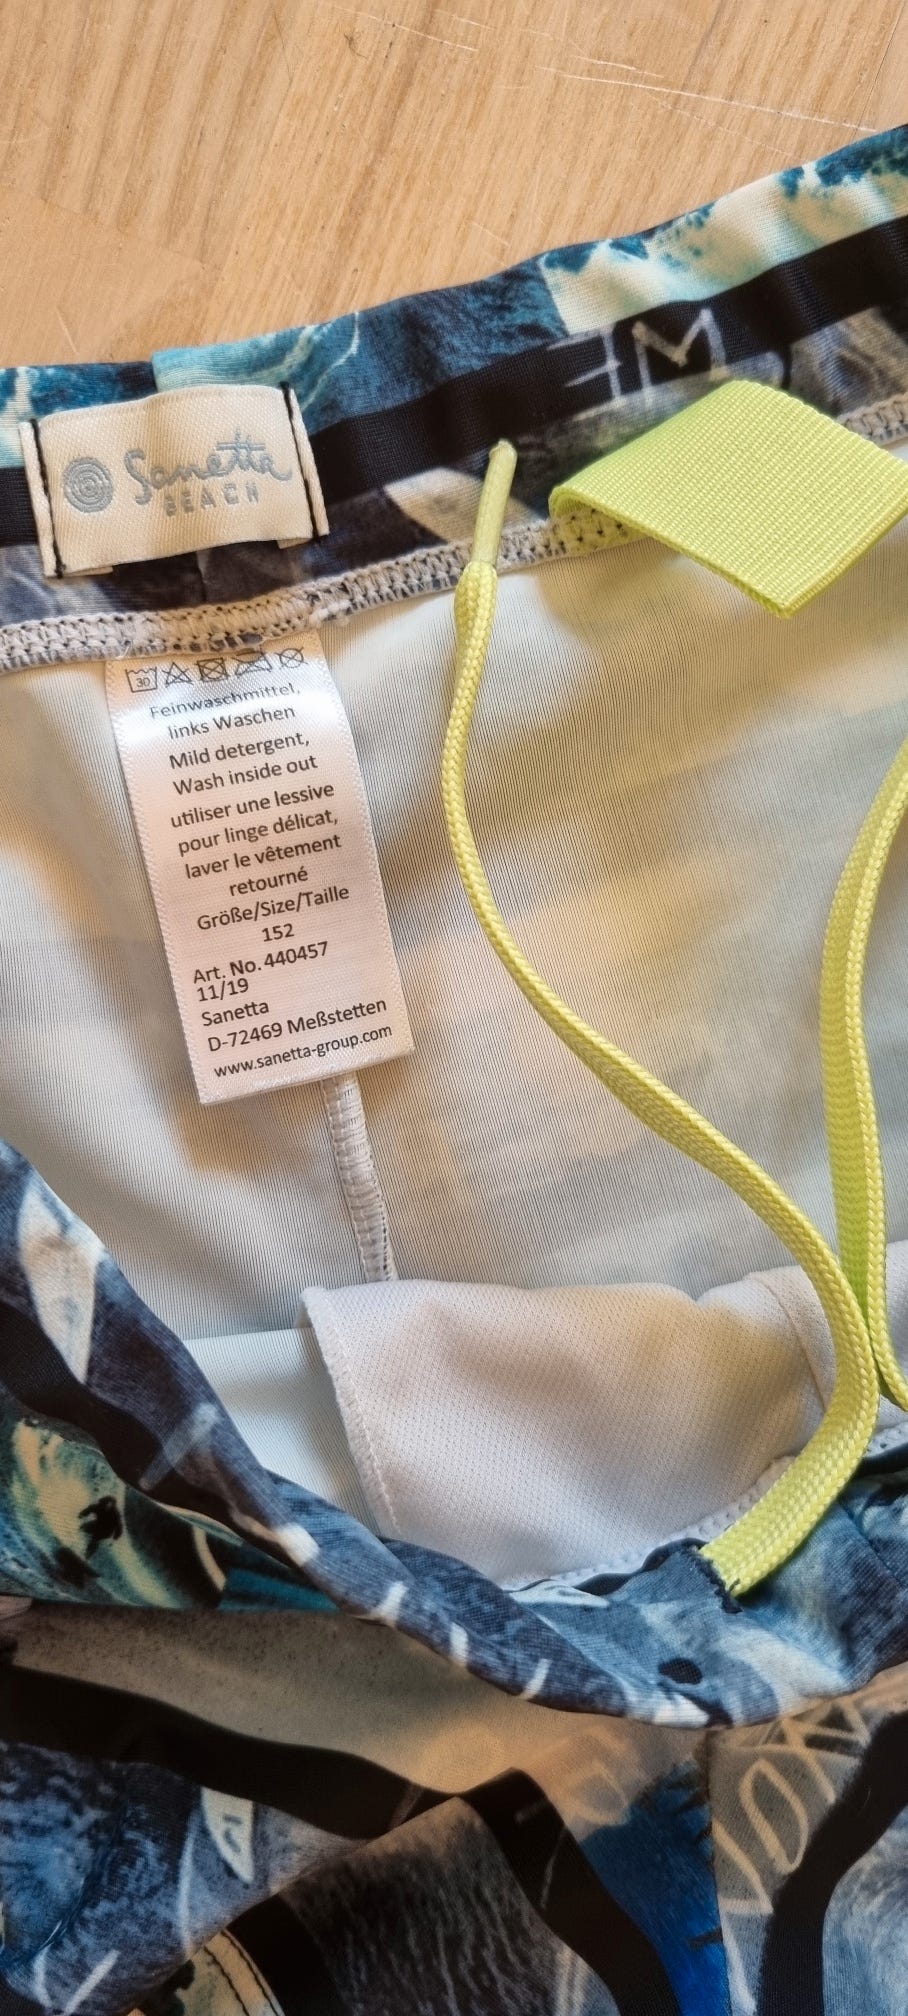 Sanetta
BEACH
30
Feinwaschmittel,
links Waschen
Mild detergent,
Wash inside out
utiliser une lessive
pour linge délicat,
laver le vêtement
retourné
Größe/Size/Taille
152
Art. No. 440457
11/19
Sanetta
D-72469 Meßstetten
www.sanetta-group.com